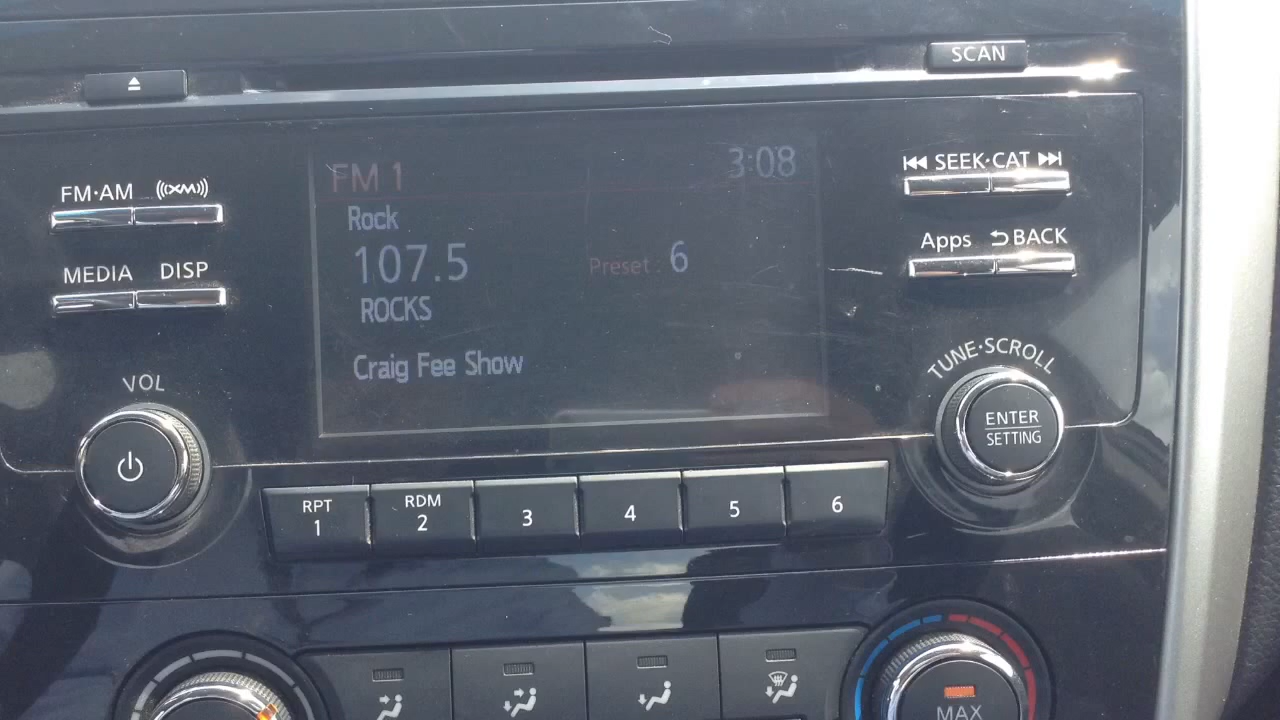 SCAN
FM·AM (((XM)))
SEEK·CAT
MEDIA DISP
Apps BACK
FM 1 3:08
Rock
107.5 Preset : 6
ROCKS
Craig Fee Show
VOL
TUNE·SCROLL
ENTER
SETTING
RPT
1
RDM
2
3
4
5
6
MAX